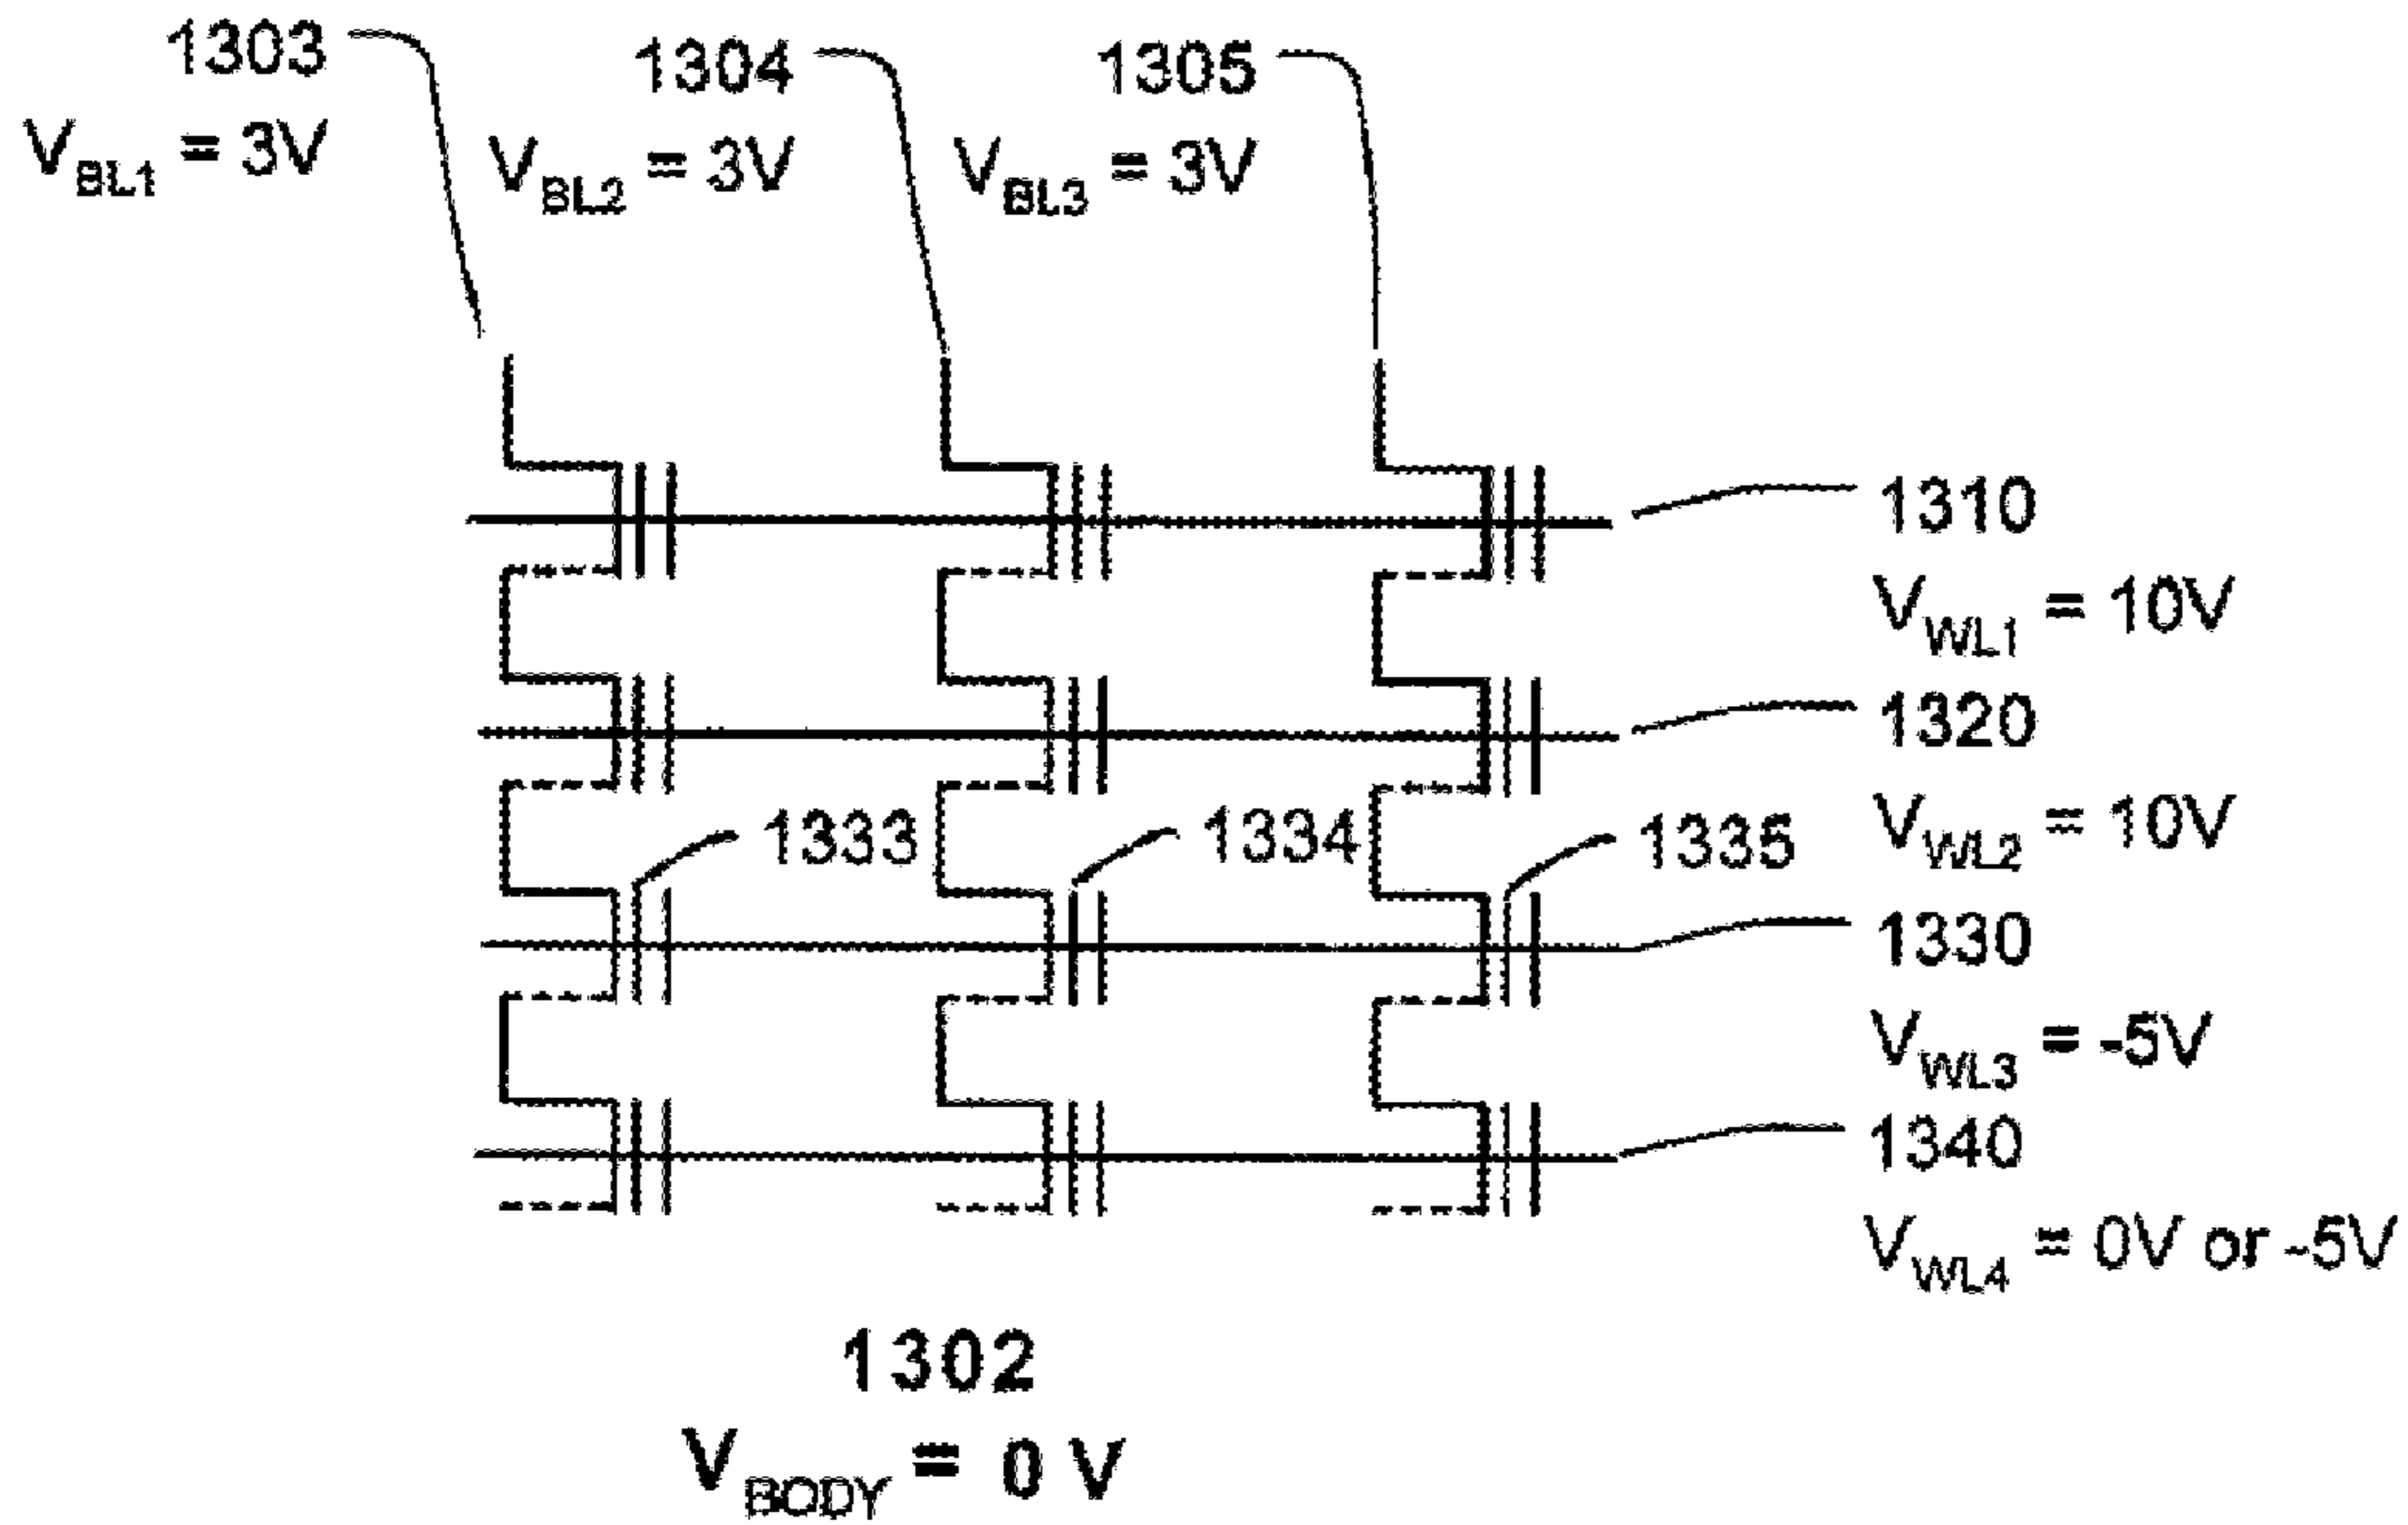 1303
V_BL1 = 3V
1304
V_BL2 = 3V
1305
V_BL3 = 3V
1310
V_WL1 = 10V
1320
V_WL2 = 10V
1333
1334
1335
1330
V_WL3 = -5V
1340
V_WL4 = 0V or -5V
1302
V_BODY = 0 V